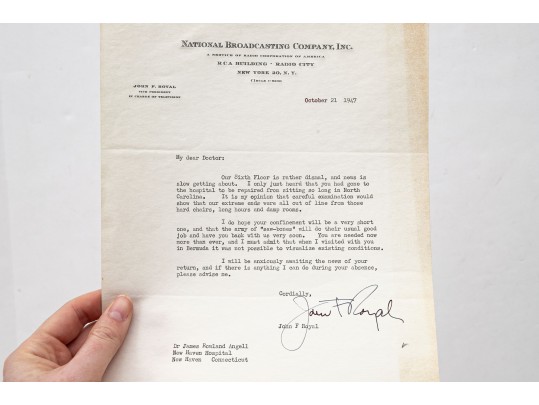 NATIONAL BROADCASTING COMPANY, INC.
A SERVICE OF RADIO CORPORATION OF AMERICA
RCA BUILDING · RADIO CITY
NEW YORK 20, N. Y.
JOHN F. ROYAL
VICE PRESIDENT
IN CHARGE OF TELEVISION
October 21 1947
My dear Doctor:
Our Sixth Floor is rather dismal, and news is
slow getting about. I only just heard that you had gone to
the hospital to be repaired from sitting so long in North
Carolina. It is my opinion that careful examination would
show that our extreme ends were all out of line from those
hard chairs, long hours and damp rooms.
I do hope your confinement will be a very short
one, and that the army of "saw-bones" will do their usual good
job and have you back with us very soon. You are needed now
more than ever, and I must admit that when I visited with you
in Bermuda it was not possible to visualize existing conditions.
I will be anxiously awaiting the news of your
return, and if there is anything I can do during your absence,
please advise me.
Cordially,
John F Royal
John F Royal
Dr James Rowland Angell
New Haven Hospital
New Haven Connecticut